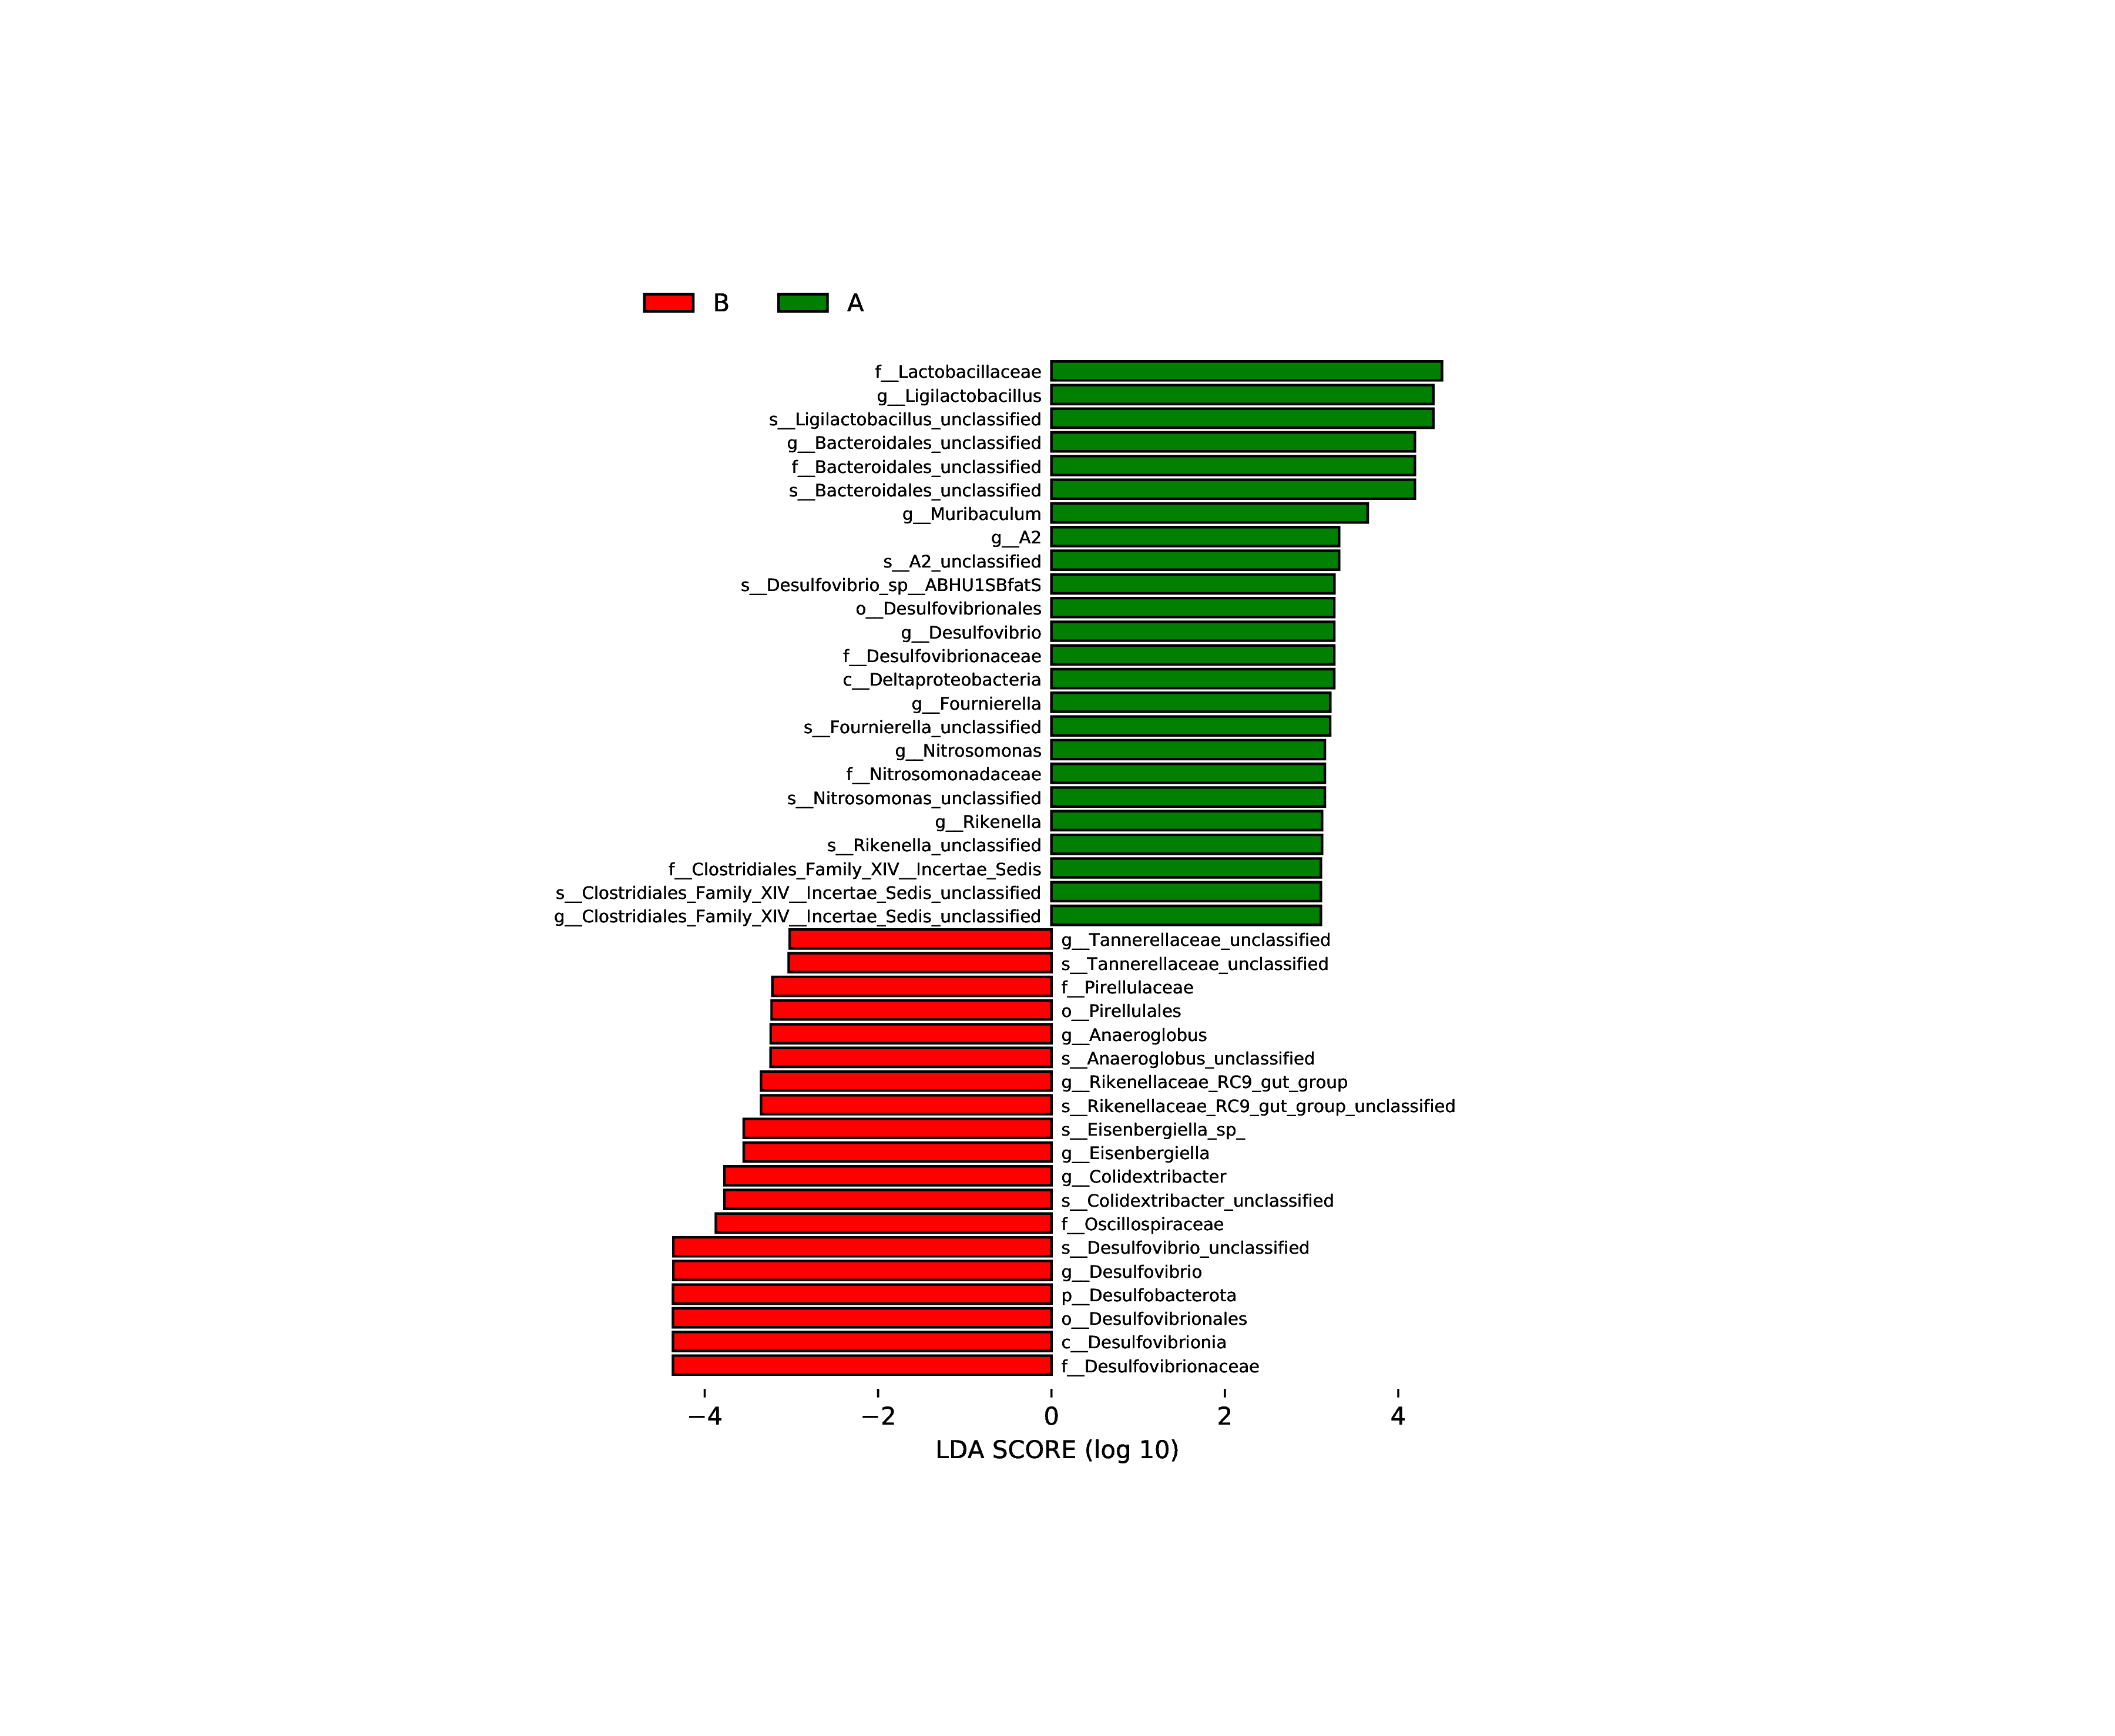 B A
f__Lactobacillaceae
g__Ligilactobacillus
s__Ligilactobacillus_unclassified
g__Bacteroidales_unclassified
f__Bacteroidales_unclassified
s__Bacteroidales_unclassified
g__Muribaculum
g__A2
s__A2_unclassified
s__Desulfovibrio_sp__ABHU1SBfatS
o__Desulfovibrionales
g__Desulfovibrio
f__Desulfovibrionaceae
c__Deltaproteobacteria
g__Fournierella
s__Fournierella_unclassified
g__Nitrosomonas
f__Nitrosomonadaceae
s__Nitrosomonas_unclassified
g__Rikenella
s__Rikenella_unclassified
f__Clostridiales_Family_XIV__Incertae_Sedis
s__Clostridiales_Family_XIV__Incertae_Sedis_unclassified
g__Clostridiales_Family_XIV__Incertae_Sedis_unclassified
g__Tannerellaceae_unclassified
s__Tannerellaceae_unclassified
f__Pirellulaceae
o__Pirellulales
g__Anaeroglobus
s__Anaeroglobus_unclassified
g__Rikenellaceae_RC9_gut_group
s__Rikenellaceae_RC9_gut_group_unclassified
s__Eisenbergiella_sp_
g__Eisenbergiella
g__Colidextribacter
s__Colidextribacter_unclassified
f__Oscillospiraceae
s__Desulfovibrio_unclassified
g__Desulfovibrio
p__Desulfobacterota
o__Desulfovibrionales
c__Desulfovibrionia
f__Desulfovibrionaceae
−4 −2 0 2 4
LDA SCORE (log 10)